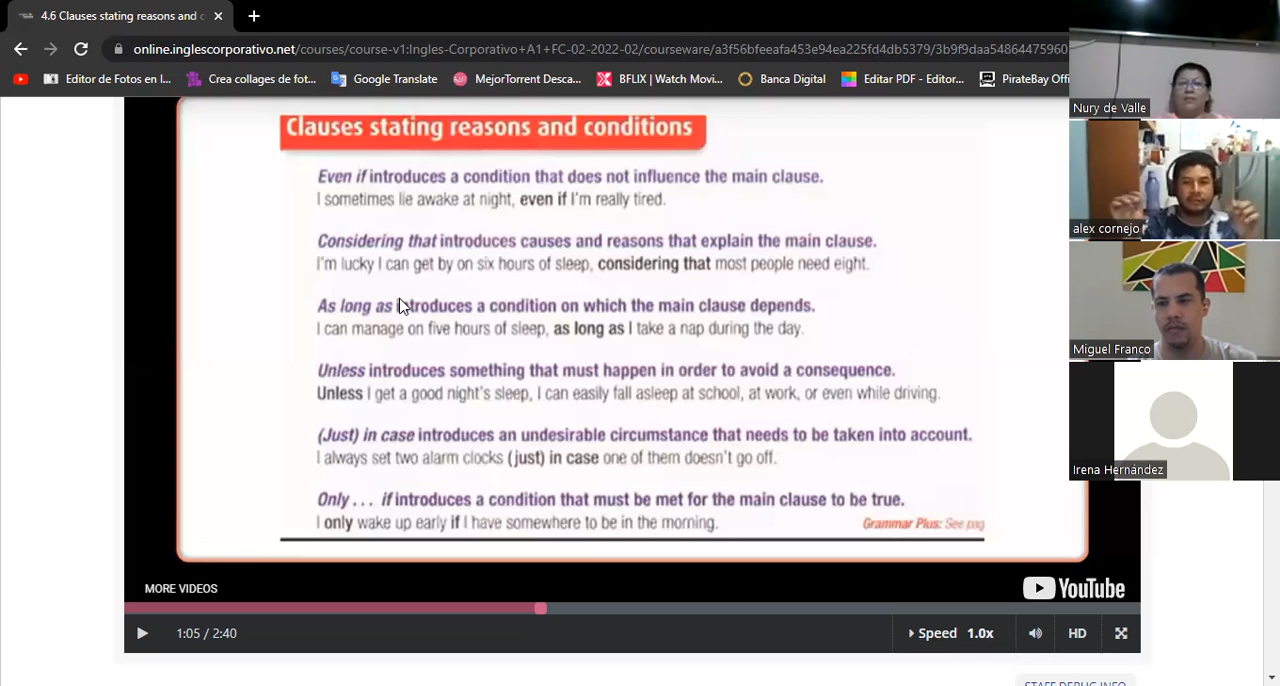 4.6 Clauses stating reasons and c
online.inglescorporativo.net/courses/course-v1:Ingles-Corporativo+A1+FC-02-2022-02/courseware/a3f56bfeeafa453e94ea225fd4db5379/3b9f9daa54864475960
Editor de Fotos en l...
Crea collages de fot...
Google Translate
MejorTorrent Desca...
BFLIX | Watch Movi...
Banca Digital
Editar PDF - Editor...
PirateBay Ofi
Clauses stating reasons and conditions
Even if introduces a condition that does not influence the main clause.
I sometimes lie awake at night, even if I'm really tired.
Considering that introduces causes and reasons that explain the main clause.
I'm lucky I can get by on six hours of sleep, considering that most people need eight.
As long as introduces a condition on which the main clause depends.
I can manage on five hours of sleep, as long as I take a nap during the day.
Unless introduces something that must happen in order to avoid a consequence.
Unless I get a good night's sleep, I can easily fall asleep at school, at work, or even while driving.
(Just) in case introduces an undesirable circumstance that needs to be taken into account.
I always set two alarm clocks (just) in case one of them doesn't go off.
Only . . . if introduces a condition that must be met for the main clause to be true.
I only wake up early if I have somewhere to be in the morning.
Grammar Plus: See pag
MORE VIDEOS
YouTube
1:05 / 2:40
Speed 1.0x
HD
STAFF DEBUG INFO
Nury de Valle
alex cornejo
Miguel Franco
Irena Hernández